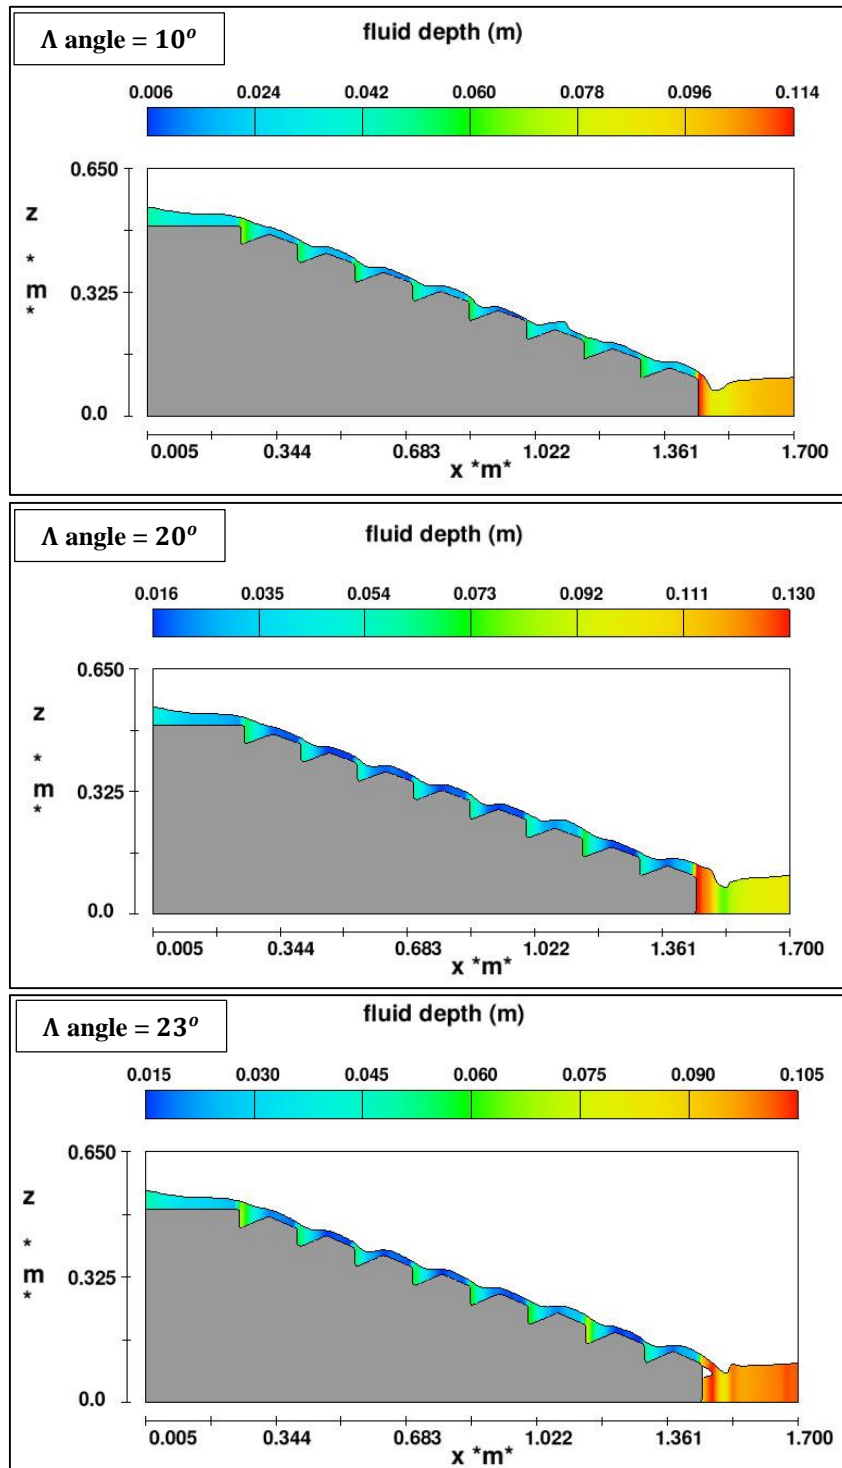 Λ angle = 10°
fluid depth (m)
0.006 0.024 0.042 0.060 0.078 0.096 0.114
0.650
z
*
m
*
0.325
0.0
0.005 0.344 0.683 1.022 1.361 1.700
x *m*
Λ angle = 20°
fluid depth (m)
0.016 0.035 0.054 0.073 0.092 0.111 0.130
0.650
z
*
m
*
0.325
0.0
0.005 0.344 0.683 1.022 1.361 1.700
x *m*
Λ angle = 23°
fluid depth (m)
0.015 0.030 0.045 0.060 0.075 0.090 0.105
0.650
z
*
m
*
0.325
0.0
0.005 0.344 0.683 1.022 1.361 1.700
x *m*